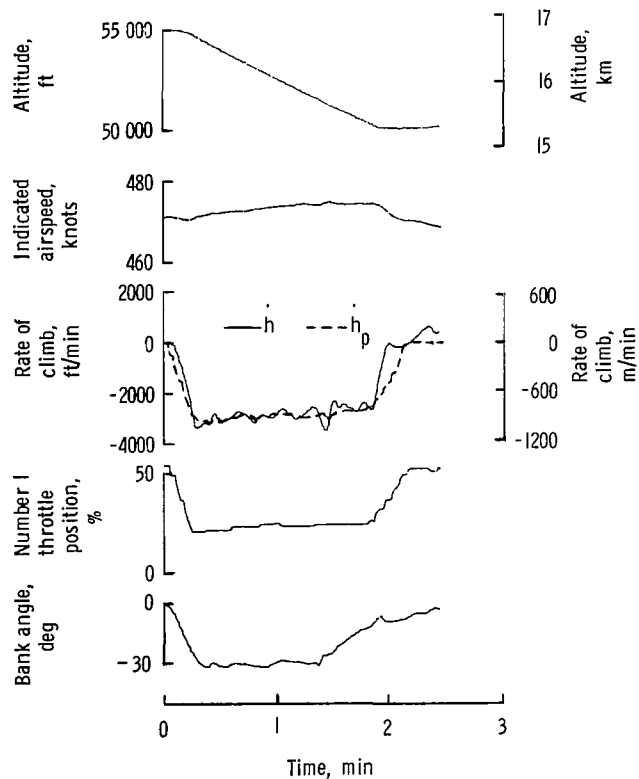 55 000
Altitude,
ft
50 000
17
16
15
Altitude,
km
480
Indicated
airspeed,
knots
460
2000
0
Rate of
climb,
ft/min
-2000
-4000
ḣ
ḣp
600
0
Rate of
climb,
m/min
-600
-1200
50
Number 1
throttle
position,
%
0
0
Bank angle,
deg
-30
0 1 2 3
Time, min